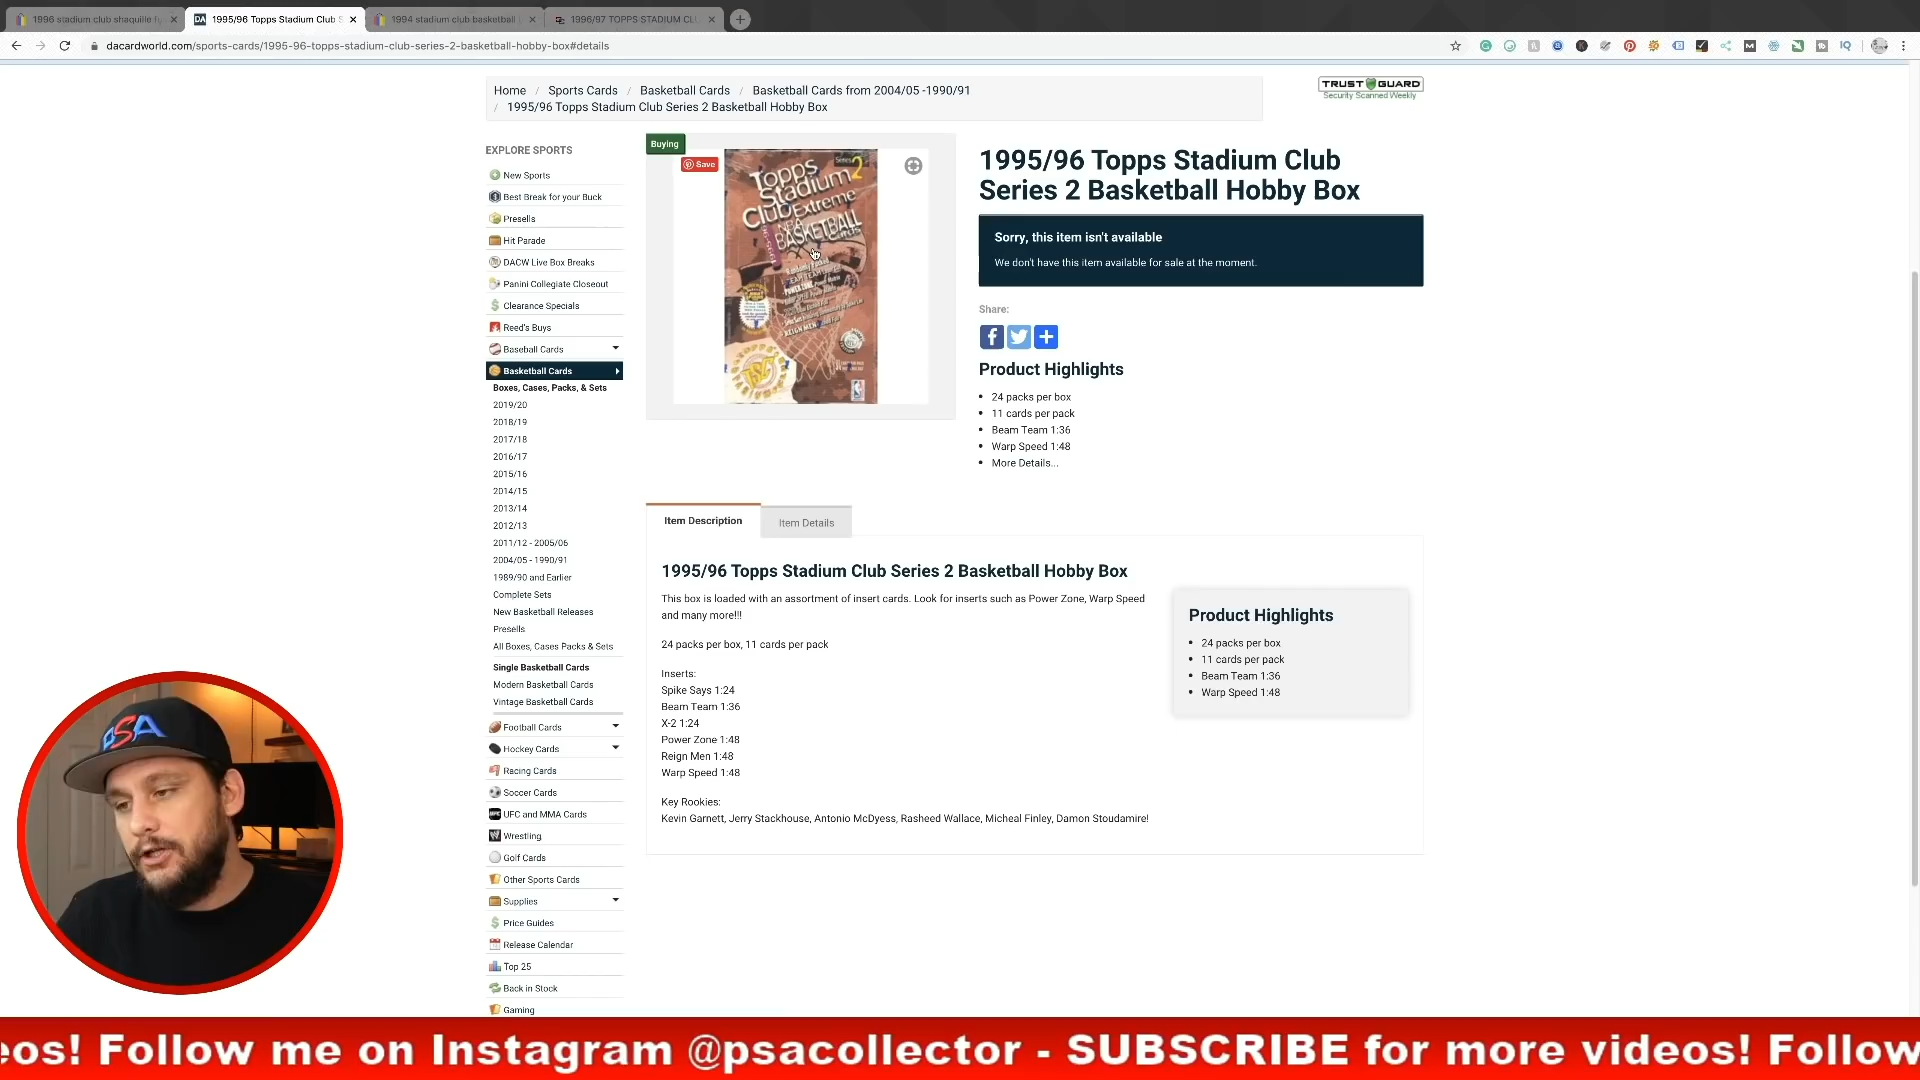 1996 stadium club shaquille
1995/96 Topps Stadium Club S
1994 stadium club basketball
1996/97 TOPPS STADIUM CLU
dacardworld.com/sports-cards/1995-96-topps-stadium-club-series-2-basketball-hobby-box#details
Home / Sports Cards / Basketball Cards / Basketball Cards from 2004/05 -1990/91
/ 1995/96 Topps Stadium Club Series 2 Basketball Hobby Box
TRUST GUARD
Security Scanned Weekly
EXPLORE SPORTS
New Sports
Best Break for your Buck
Presells
Hit Parade
DACW Live Box Breaks
Panini Collegiate Closeout
Clearance Specials
Reed's Buys
Baseball Cards
Basketball Cards
Boxes, Cases, Packs, & Sets
2019/20
2018/19
2017/18
2016/17
2015/16
2014/15
2013/14
2012/13
2011/12 - 2005/06
2004/05 - 1990/91
1989/90 and Earlier
Complete Sets
New Basketball Releases
Presells
All Boxes, Cases Packs & Sets
Single Basketball Cards
Modern Basketball Cards
Vintage Basketball Cards
Football Cards
Hockey Cards
Racing Cards
Soccer Cards
UFC and MMA Cards
Wrestling
Golf Cards
Other Sports Cards
Supplies
Price Guides
Release Calendar
Top 25
Back in Stock
Gaming
Buying
Save
Series 2
Topps
Stadium
Club Extreme
NBA
BASKETBALL
Cards
POWER ZONE
REIGN MEN
1995/96 Topps Stadium Club
Series 2 Basketball Hobby Box
Sorry, this item isn't available
We don't have this item available for sale at the moment.
Share:
Product Highlights
• 24 packs per box
• 11 cards per pack
• Beam Team 1:36
• Warp Speed 1:48
• More Details...
Item Description
Item Details
1995/96 Topps Stadium Club Series 2 Basketball Hobby Box
This box is loaded with an assortment of insert cards. Look for inserts such as Power Zone, Warp Speed
and many more!!!
24 packs per box, 11 cards per pack
Inserts:
Spike Says 1:24
Beam Team 1:36
X-2 1:24
Power Zone 1:48
Reign Men 1:48
Warp Speed 1:48
Key Rookies:
Kevin Garnett, Jerry Stackhouse, Antonio McDyess, Rasheed Wallace, Micheal Finley, Damon Stoudamire!
Product Highlights
• 24 packs per box
• 11 cards per pack
• Beam Team 1:36
• Warp Speed 1:48
PSA
eos! Follow me on Instagram @psacollector - SUBSCRIBE for more videos! Follow